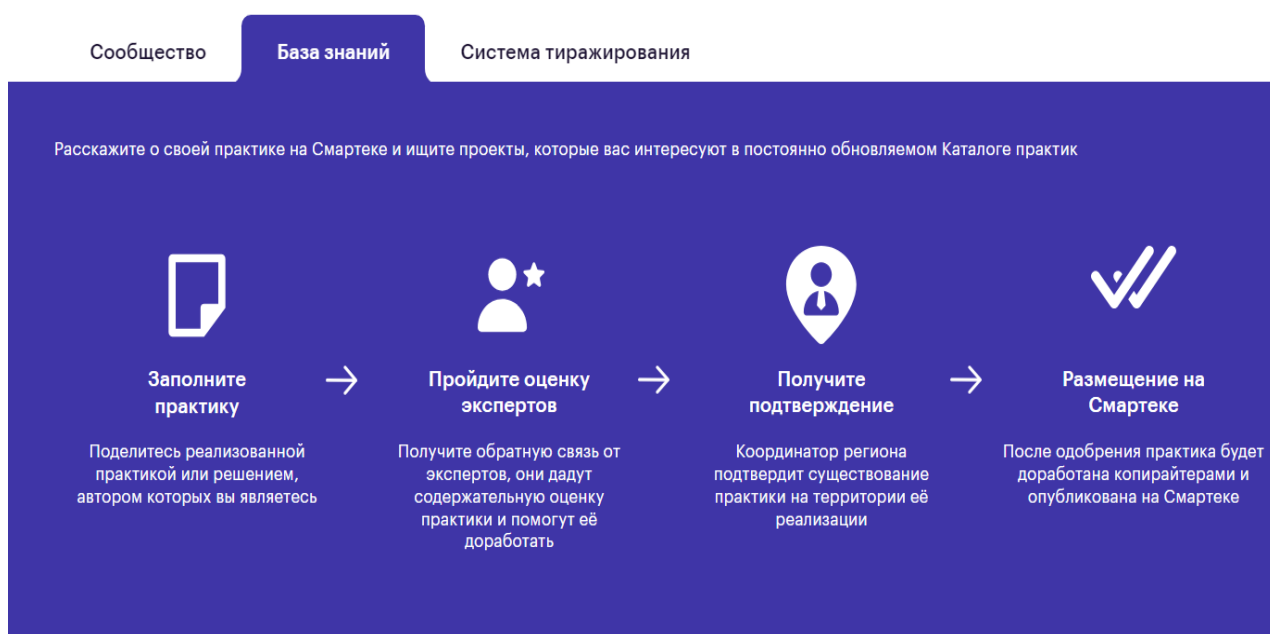 Сообщество
База знаний
Система тиражирования
Расскажите о своей практике на Смартеке и ищите проекты, которые вас интересуют в постоянно обновляемом Каталоге практик
Заполните
практику
Поделитесь реализованной
практикой или решением,
автором которых вы являетесь
Пройдите оценку
экспертов
Получите обратную связь от
экспертов, они дадут
содержательную оценку
практики и помогут её
доработать
Получите
подтверждение
Координатор региона
подтвердит существование
практики на территории её
реализации
Размещение на
Смартеке
После одобрения практика будет
доработана копирайтерами и
опубликована на Смартеке